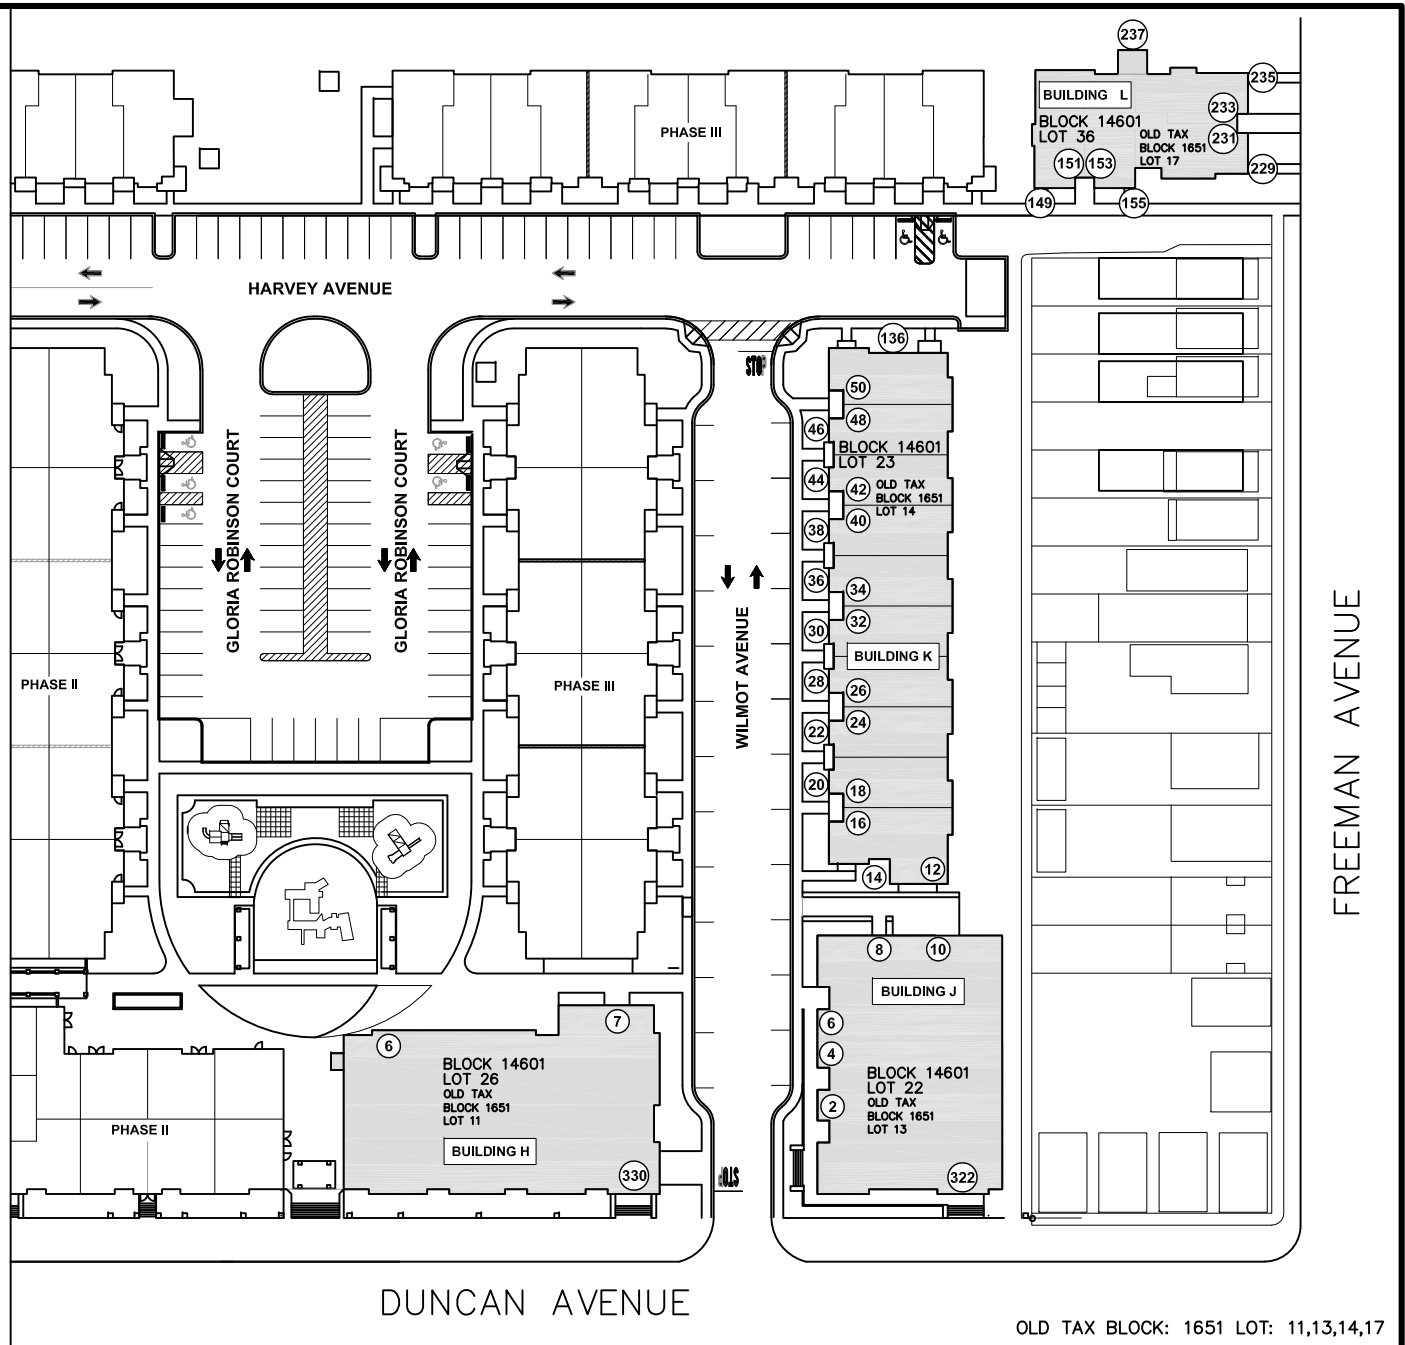 237
235
BUILDING L
233
BLOCK 14601
LOT 36
OLD TAX
BLOCK 1651
LOT 17
231
151
153
229
149
155
PHASE III
HARVEY AVENUE
136
STOP
50
48
46
BLOCK 14601
LOT 23
44
42
OLD TAX
BLOCK 1651
LOT 14
40
38
36
34
32
30
BUILDING K
28
26
24
22
20
18
16
14
12
GLORIA ROBINSON COURT
GLORIA ROBINSON COURT
WILMOT AVENUE
PHASE II
PHASE III
FREEMAN AVENUE
8
10
BUILDING J
6
4
2
BLOCK 14601
LOT 22
OLD TAX
BLOCK 1651
LOT 13
322
7
6
BLOCK 14601
LOT 26
OLD TAX
BLOCK 1651
LOT 11
BUILDING H
330
PHASE II
STOP
DUNCAN AVENUE
OLD TAX BLOCK: 1651 LOT: 11,13,14,17